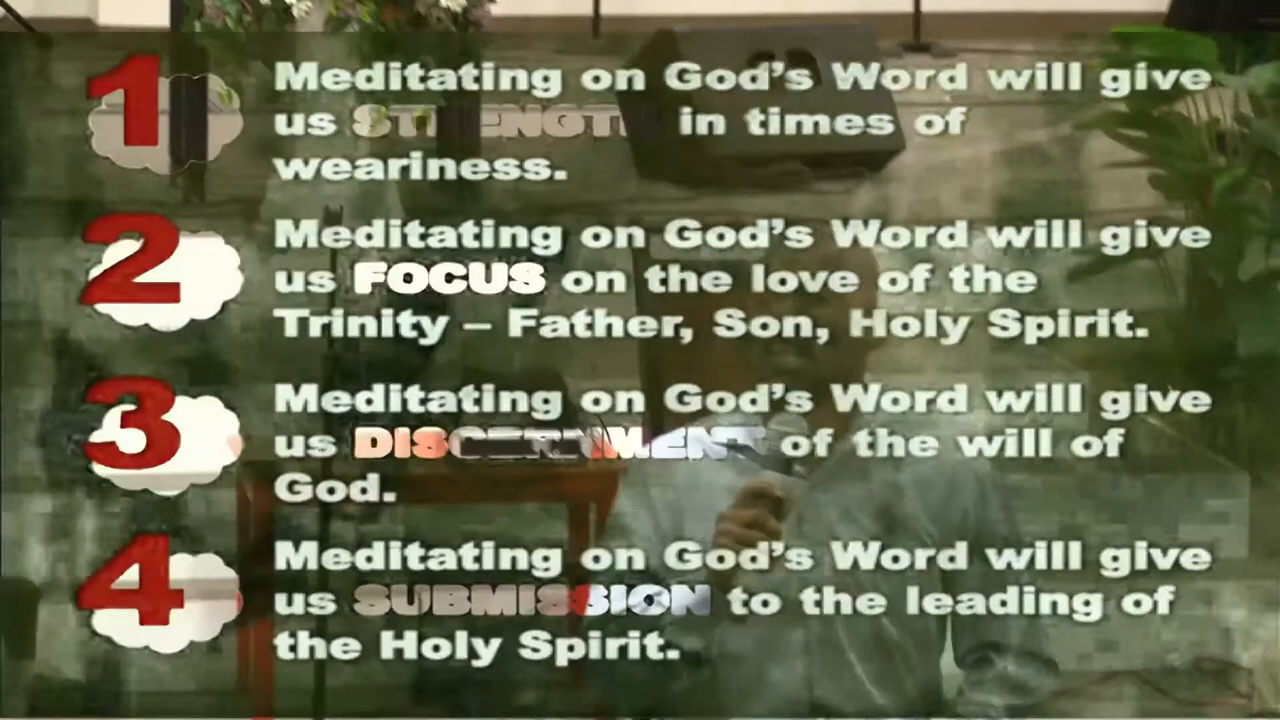 1 Meditating on God's Word will give
us STRENGTH in times of
weariness.
2 Meditating on God's Word will give
us FOCUS on the love of the
Trinity – Father, Son, Holy Spirit.
3 Meditating on God's Word will give
us DISCERNMENT of the will of
God.
4 Meditating on God's Word will give
us SUBMISSION to the leading of
the Holy Spirit.